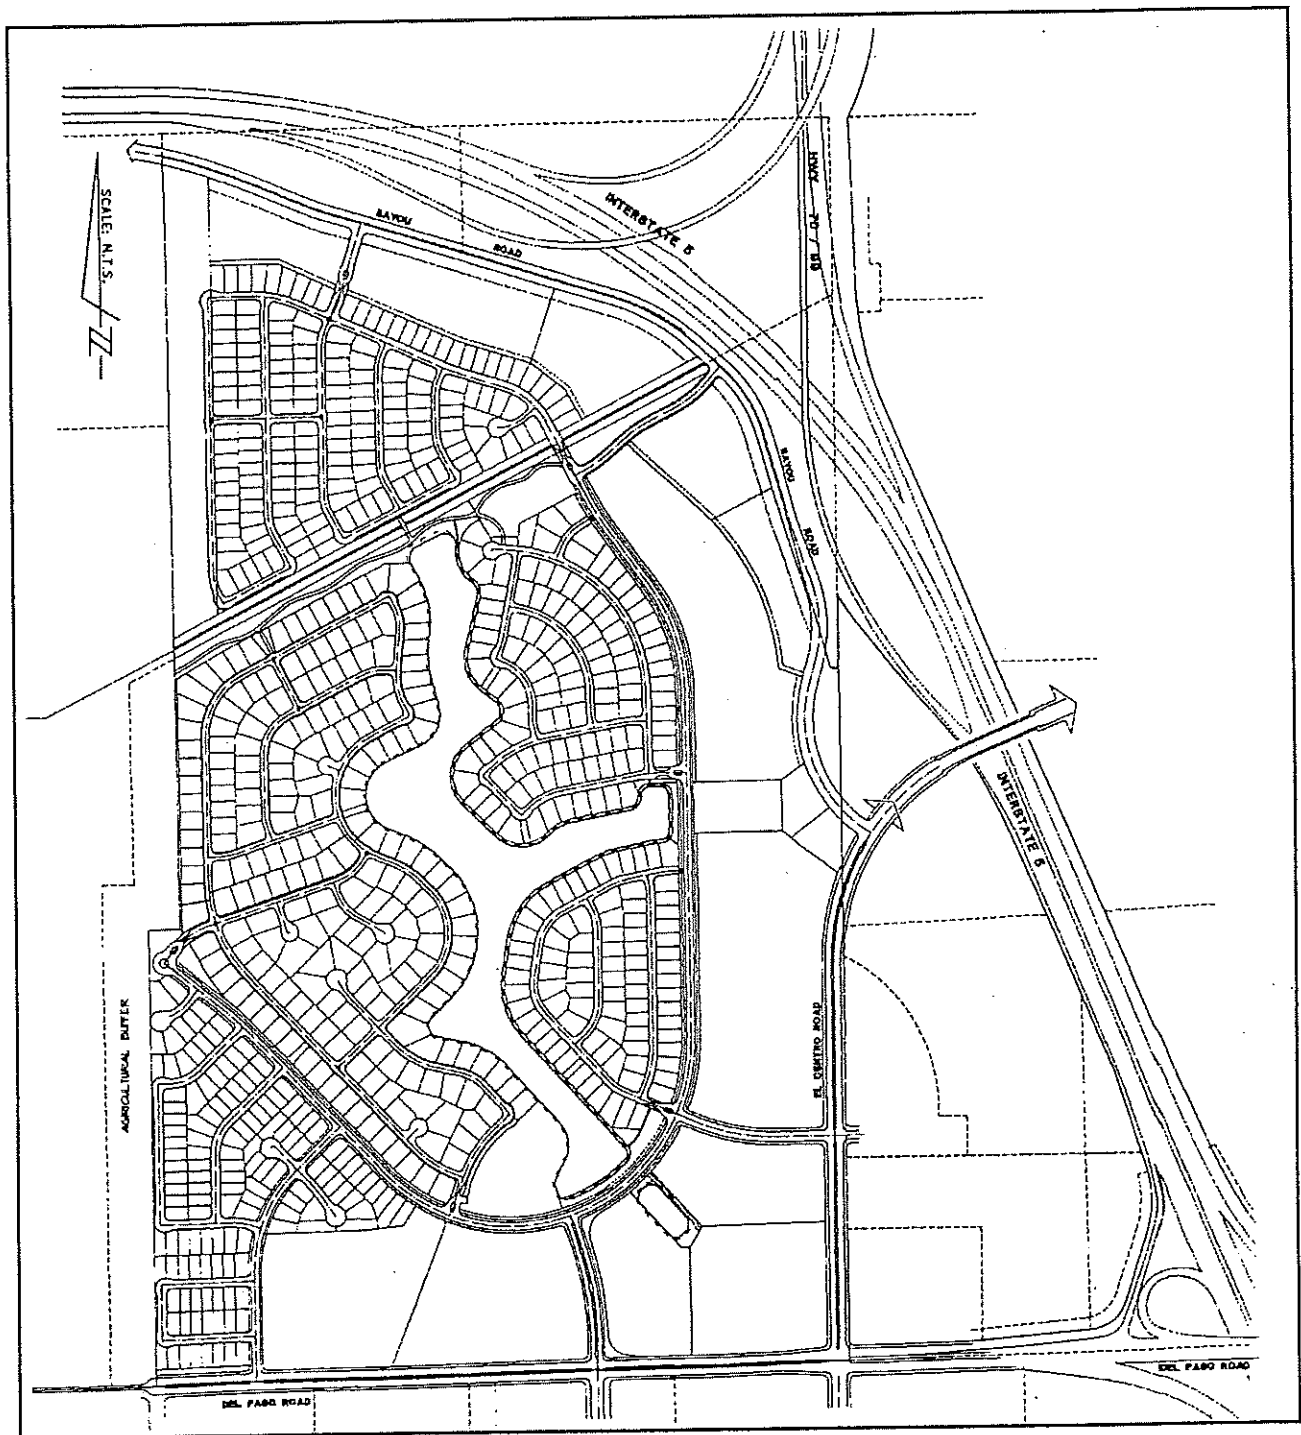 INTERSTATE 5
HWY 70 / 99
BAYOU
ROAD
SCALE: N.T.S.
BAYOU
ROAD
INTERSTATE 5
EL CENTRO ROAD
AGRICULTURAL BUFFER
DEL PASO ROAD
DEL PASO ROAD